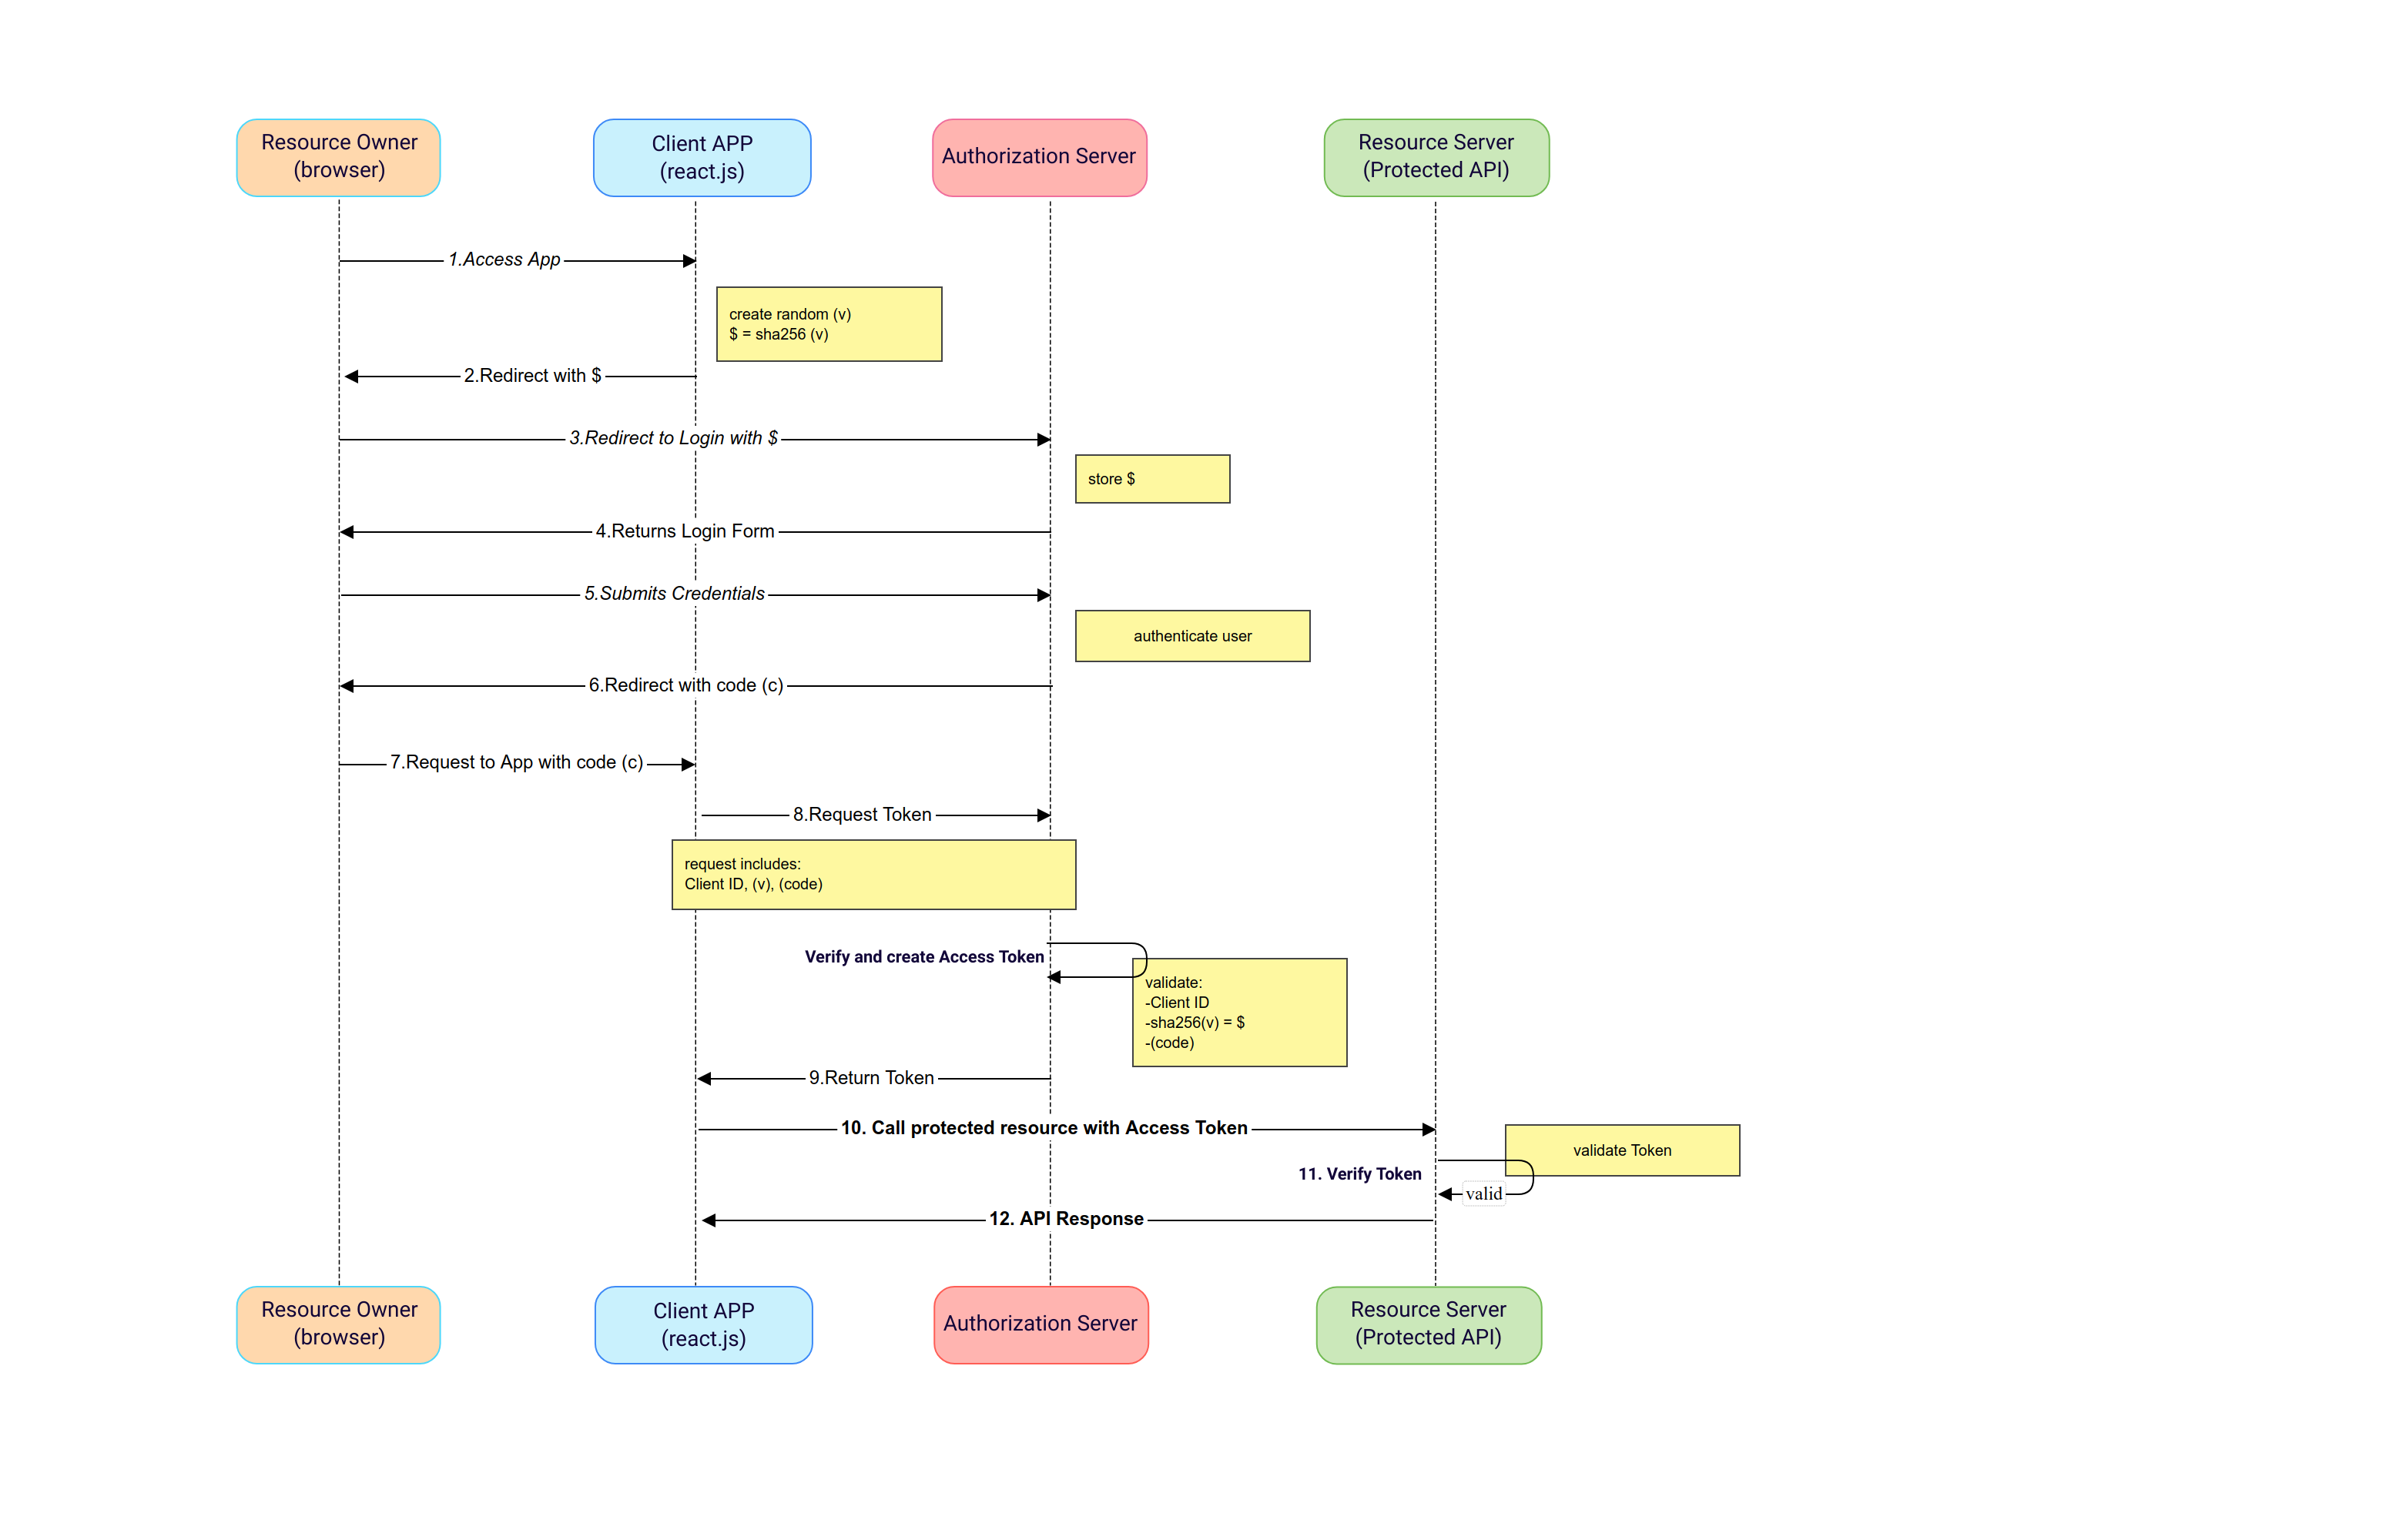 Resource Owner
(browser)
Client APP
(react.js)
Authorization Server
Resource Server
(Protected API)
1.Access App
create random (v)
$ = sha256 (v)
2.Redirect with $
3.Redirect to Login with $
store $
4.Returns Login Form
5.Submits Credentials
authenticate user
6.Redirect with code (c)
7.Request to App with code (c)
8.Request Token
request includes:
Client ID, (v), (code)
Verify and create Access Token
validate:
-Client ID
-sha256(v) = $
-(code)
9.Return Token
10. Call protected resource with Access Token
validate Token
11. Verify Token
valid
12. API Response
Resource Owner
(browser)
Client APP
(react.js)
Authorization Server
Resource Server
(Protected API)